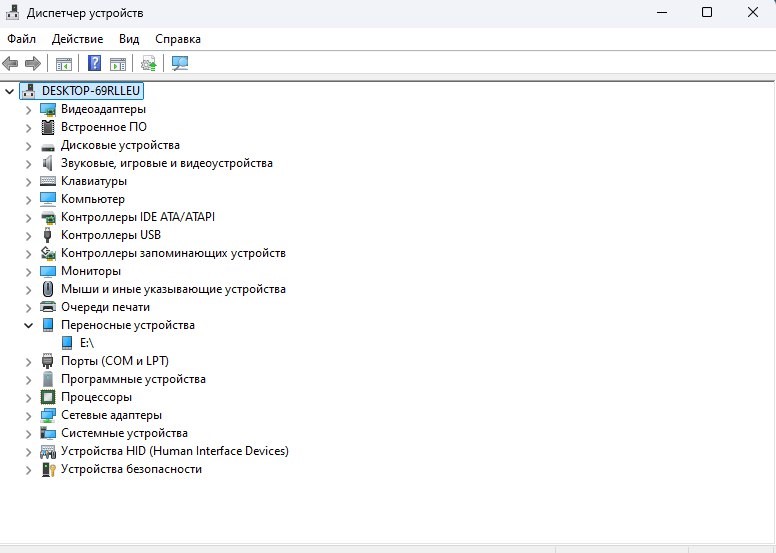 Диспетчер устройств
Файл Действие Вид Справка
DESKTOP-69RLLEU
Видеоадаптеры
Встроенное ПО
Дисковые устройства
Звуковые, игровые и видеоустройства
Клавиатуры
Компьютер
Контроллеры IDE ATA/ATAPI
Контроллеры USB
Контроллеры запоминающих устройств
Мониторы
Мыши и иные указывающие устройства
Очереди печати
Переносные устройства
E:\
Порты (COM и LPT)
Программные устройства
Процессоры
Сетевые адаптеры
Системные устройства
Устройства HID (Human Interface Devices)
Устройства безопасности